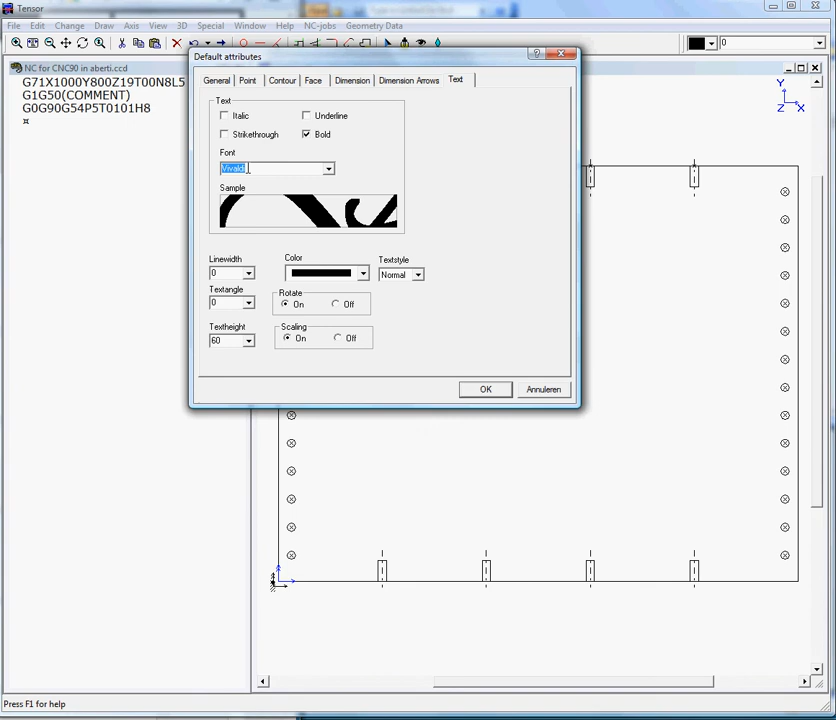 Tensor
File Edit Change Draw Axis View 3D Special Window Help NC-jobs Geometry Data
0
NC for CNC90 in aberti.ccd
G71X1000Y800Z19T00N8L5
G1G50(COMMENT)
G0G90G54P5T0101H8
Default attributes
General Point Contour Face Dimension Dimension Arrows Text
Text
Italic Underline
Strikethrough Bold
Font
Vivaldi
Sample
Linewidth Color Textstyle
0 Normal
Textangle Rotate
0 On Off
Textheight Scaling
60 On Off
OK Annuleren
Y
Z X
Press F1 for help